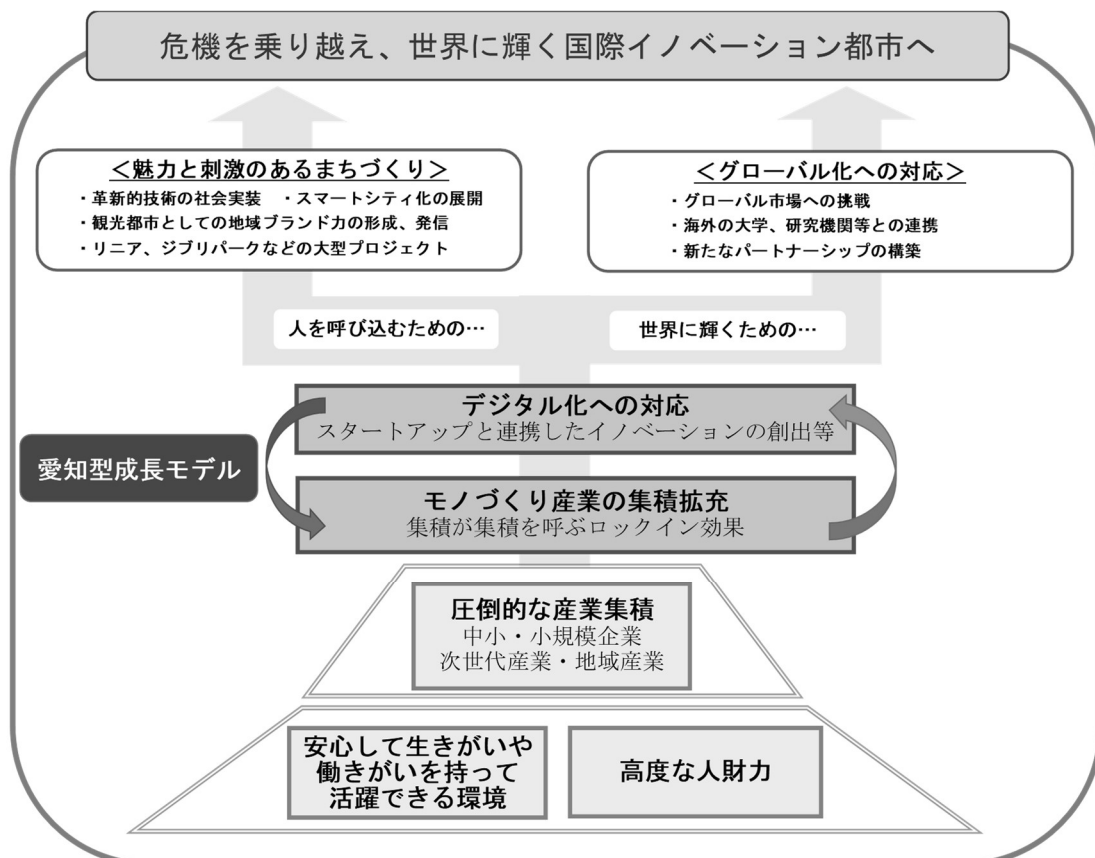 危機を乗り越え、世界に輝く国際イノベーション都市へ
＜魅力と刺激のあるまちづくり＞
・革新的技術の社会実装　・スマートシティ化の展開
・観光都市としての地域ブランド力の形成、発信
・リニア、ジブリパークなどの大型プロジェクト
＜グローバル化への対応＞
・グローバル市場への挑戦
・海外の大学、研究機関等との連携
・新たなパートナーシップの構築
人を呼び込むための…
世界に輝くための…
デジタル化への対応
スタートアップと連携したイノベーションの創出等
愛知型成長モデル
モノづくり産業の集積拡充
集積が集積を呼ぶロックイン効果
圧倒的な産業集積
中小・小規模企業
次世代産業・地域産業
安心して生きがいや
働きがいを持って
活躍できる環境
高度な人財力